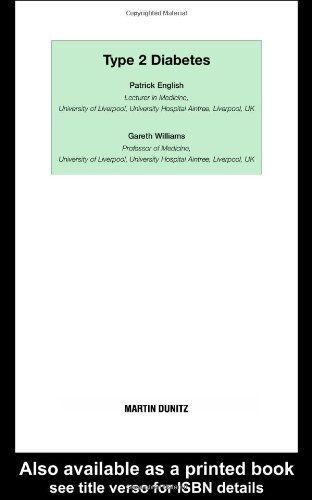 Copyrighted Material
Type 2 Diabetes
Patrick English
Lecturer in Medicine,
University of Liverpool, University Hospital Aintree, Liverpool, UK
Gareth Williams
Professor of Medicine,
University of Liverpool, University Hospital Aintree, Liverpool, UK
MARTIN DUNITZ
Also available as a printed book
see title verso for ISBN details
Copyrighted Material